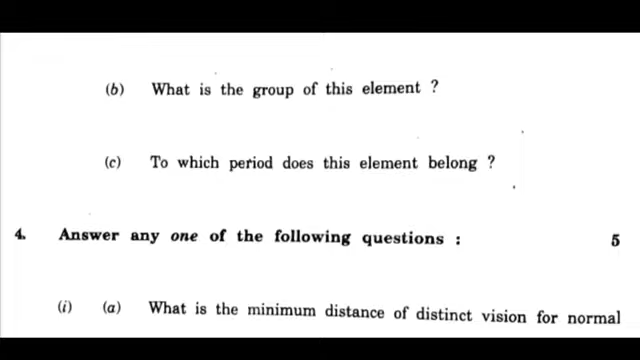 (b) What is the group of this element ?
(c) To which period does this element belong ?
4. Answer any one of the following questions : 5
(i) (a) What is the minimum distance of distinct vision for normal